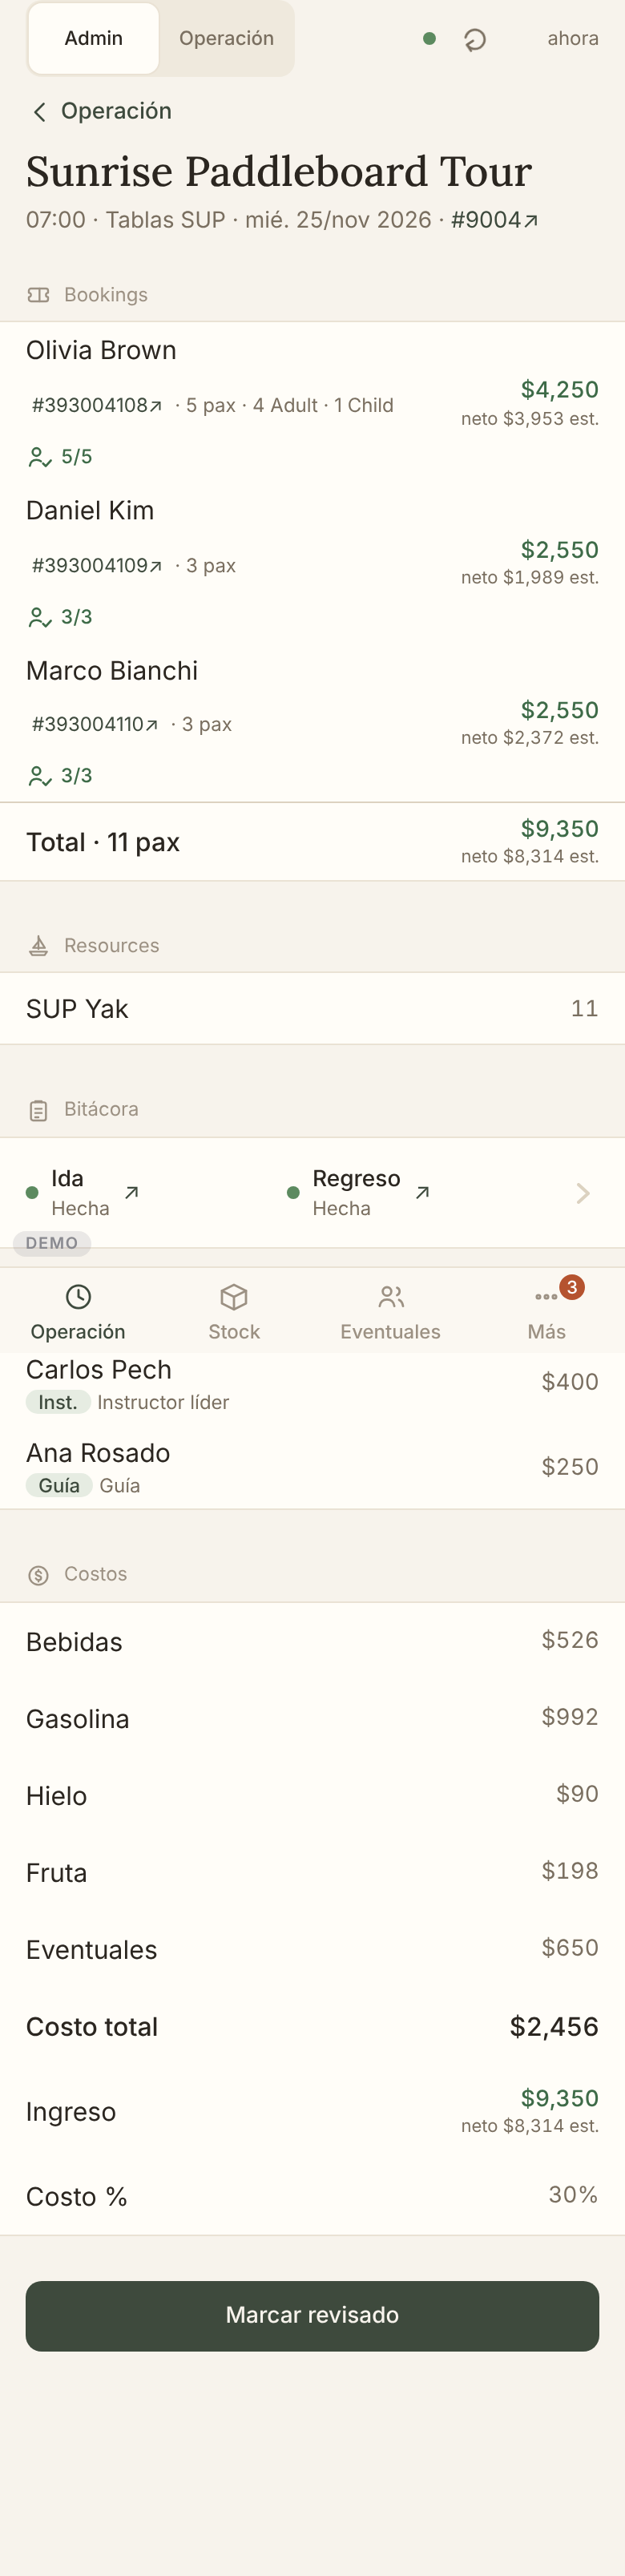 Admin Operación ahora
Operación
Sunrise Paddleboard Tour
07:00 · Tablas SUP · mié. 25/nov 2026 · #9004↗
Bookings
Olivia Brown
#393004108↗ · 5 pax · 4 Adult · 1 Child
$4,250
neto $3,953 est.
5/5
Daniel Kim
#393004109↗ · 3 pax
$2,550
neto $1,989 est.
3/3
Marco Bianchi
#393004110↗ · 3 pax
$2,550
neto $2,372 est.
3/3
Total · 11 pax
$9,350
neto $8,314 est.
Resources
SUP Yak 11
Bitácora
Ida ↗
Hecha
Regreso ↗
Hecha
DEMO
Operación
Stock
Eventuales
3
Más
Carlos Pech
Inst. Instructor líder
$400
Ana Rosado
Guía Guía
$250
Costos
Bebidas $526
Gasolina $992
Hielo $90
Fruta $198
Eventuales $650
Costo total $2,456
Ingreso
$9,350
neto $8,314 est.
Costo % 30%
Marcar revisado